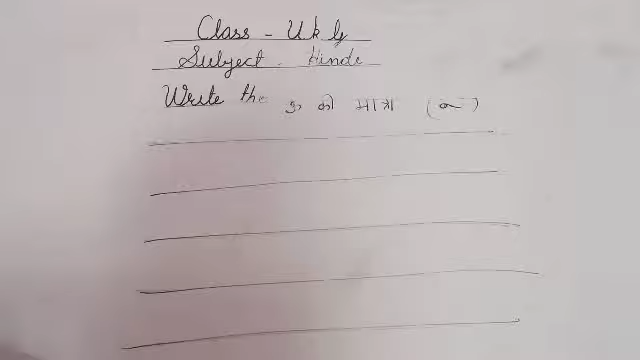 Class - Ukg
Subject - Hindi
Write the उ की मात्रा ( ु )